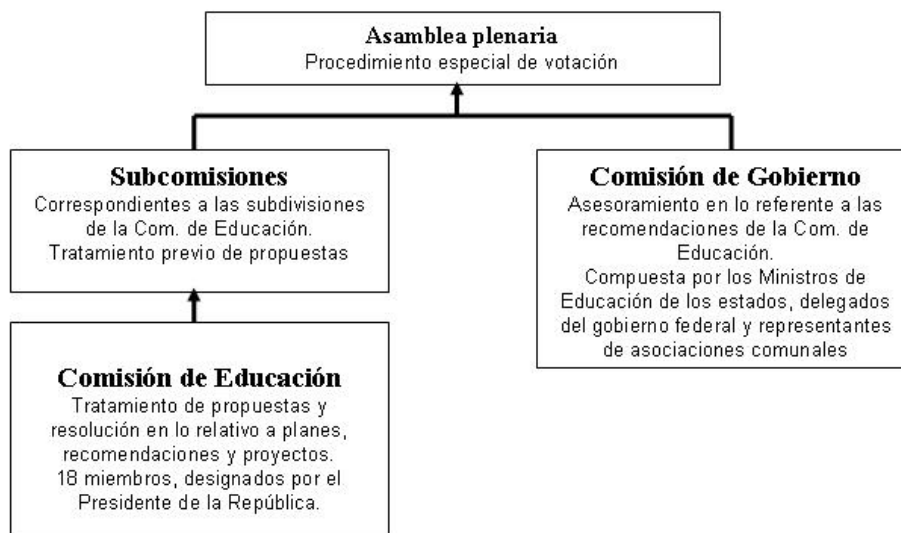 Asamblea plenaria
Procedimiento especial de votación
Subcomisiones
Correspondientes a las subdivisiones
de la Com. de Educación.
Tratamiento previo de propuestas
Comisión de Gobierno
Asesoramiento en lo referente a las
recomendaciones de la Com. de
Educación.
Compuesta por los Ministros de
Educación de los estados, delegados
del gobierno federal y representantes
de asociaciones comunales
Comisión de Educación
Tratamiento de propuestas y
resolución en lo relativo a planes,
recomendaciones y proyectos.
18 miembros, designados por el
Presidente de la República.